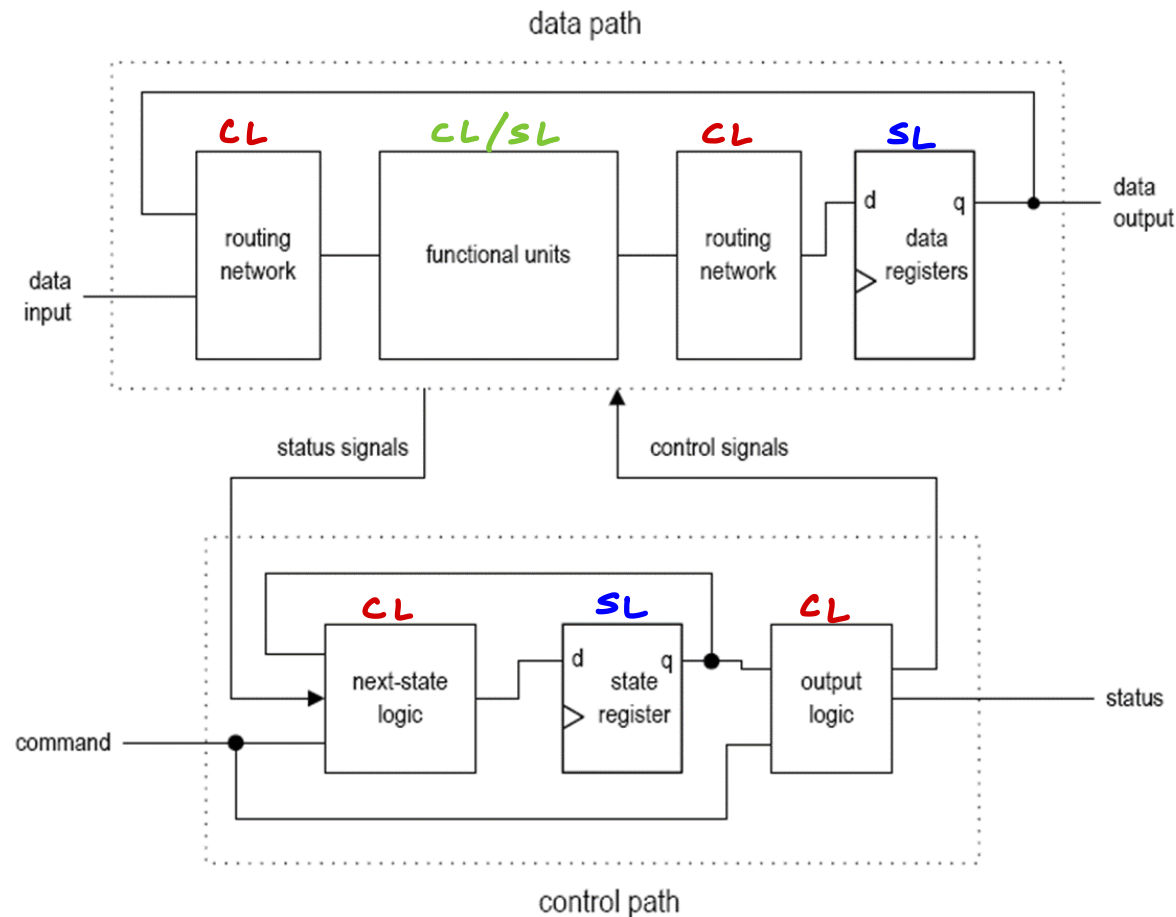 data path
CL
CL/SL
CL
SL
d
q
data
output
routing
network
functional units
routing
network
data
registers
data
input
status signals
control signals
CL
SL
CL
d
q
next-state
logic
state
register
output
logic
status
command
control path